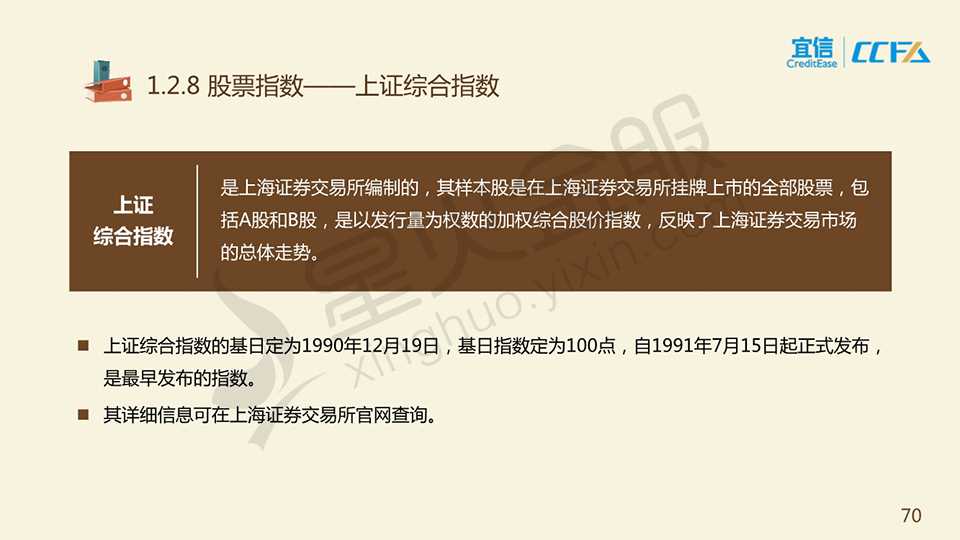 宜信
CreditEase
CCFA
1.2.8 股票指数——上证综合指数
上证
综合指数
是上海证券交易所编制的，其样本股是在上海证券交易所挂牌上市的全部股票，包
括A股和B股，是以发行量为权数的加权综合股价指数，反映了上海证券交易市场
的总体走势。
星火金服
xinghuo.yixin.com
■ 上证综合指数的基日定为1990年12月19日，基日指数定为100点，自1991年7月15日起正式发布，
是最早发布的指数。
■ 其详细信息可在上海证券交易所官网查询。
70